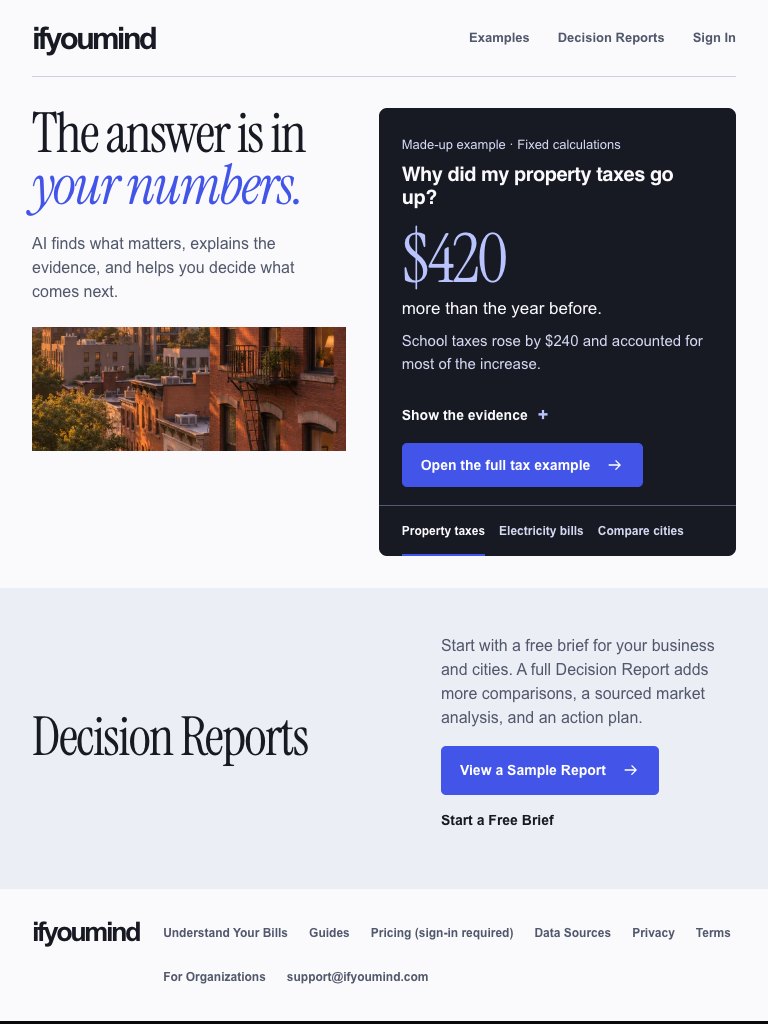 ifyoumind
Examples Decision Reports Sign In
The answer is in
your numbers.
AI finds what matters, explains the
evidence, and helps you decide what
comes next.
Made-up example · Fixed calculations
Why did my property taxes go
up?
$420
more than the year before.
School taxes rose by $240 and accounted for
most of the increase.
Show the evidence +
Open the full tax example →
Property taxes Electricity bills Compare cities
Decision Reports
Start with a free brief for your business
and cities. A full Decision Report adds
more comparisons, a sourced market
analysis, and an action plan.
View a Sample Report →
Start a Free Brief
ifyoumind
Understand Your Bills Guides Pricing (sign-in required) Data Sources Privacy Terms
For Organizations support@ifyoumind.com